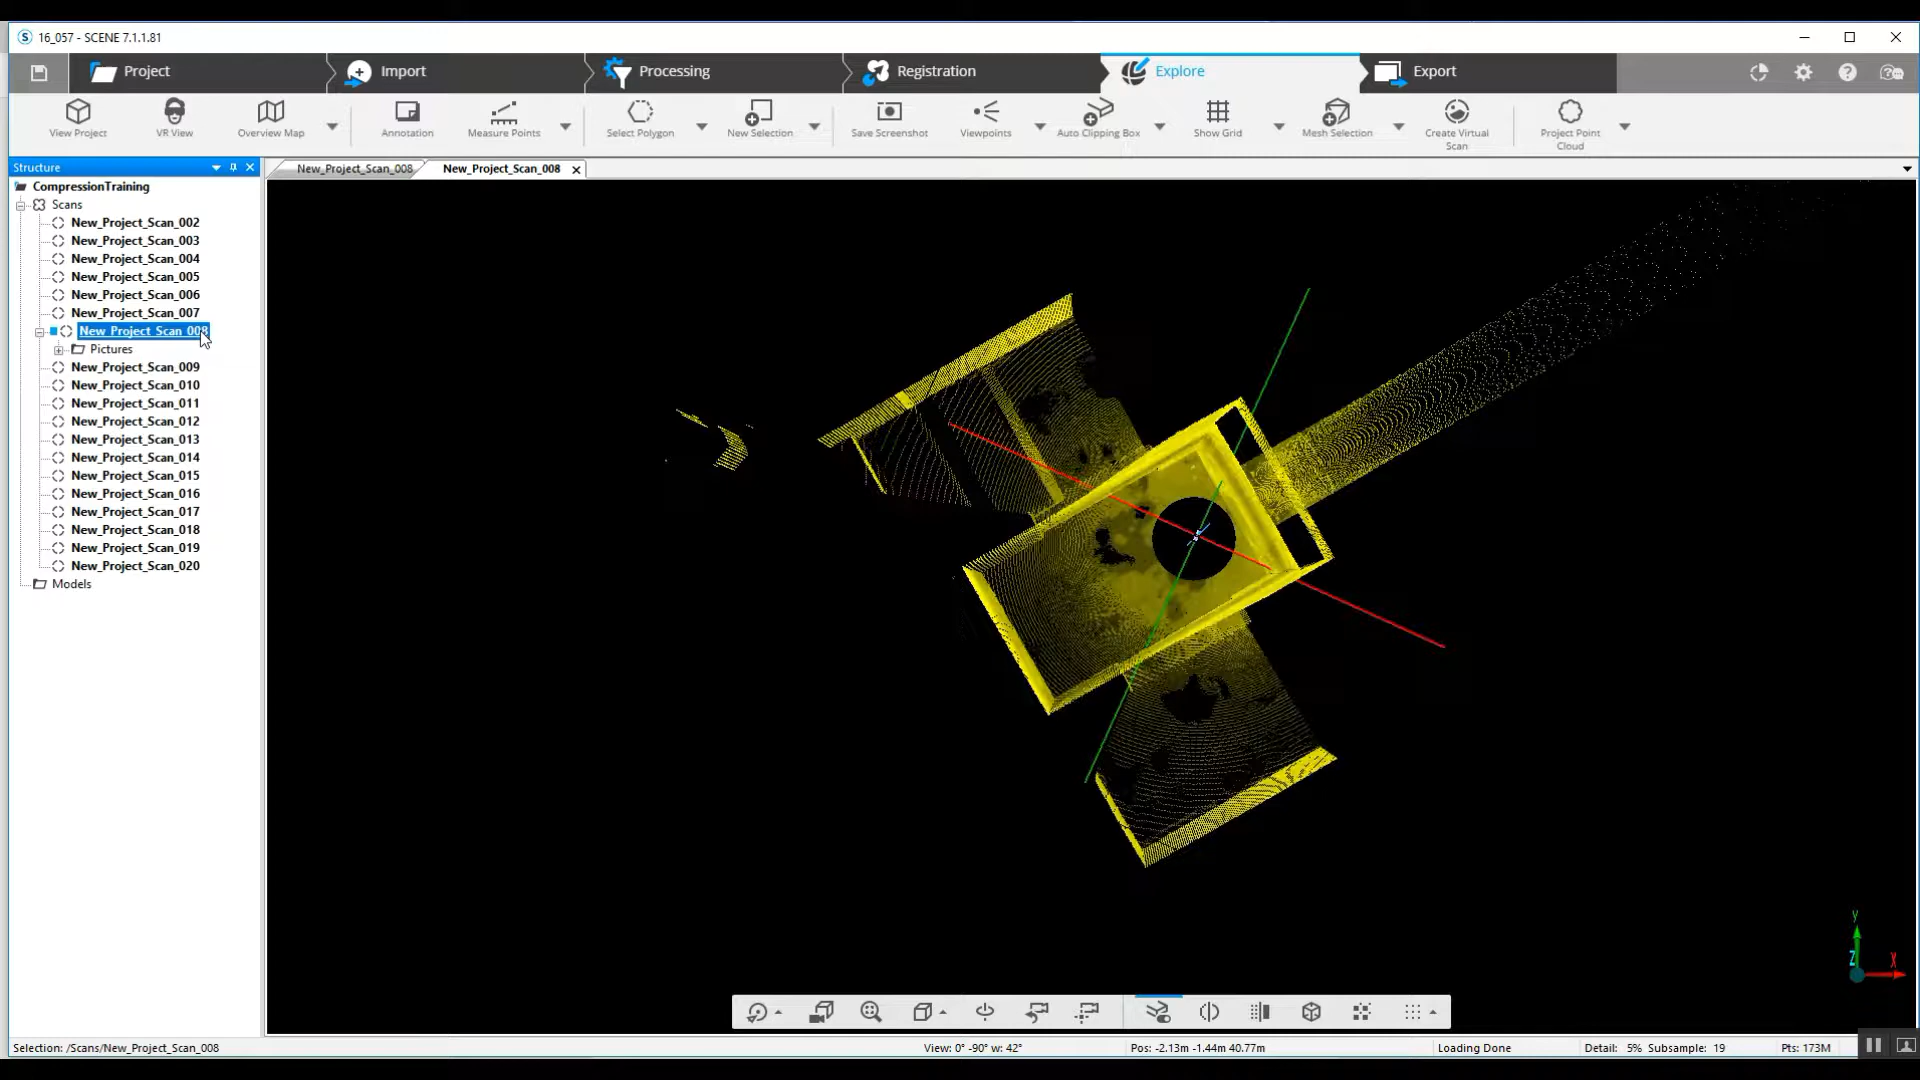 16_057 - SCENE 7.1.1.81
Project
Import
Processing
Registration
Explore
Export
View Project
VR View
Overview Map
Annotation
Measure Points
Select Polygon
New Selection
Save Screenshot
Viewpoints
Auto Clipping Box
Show Grid
Mesh Selection
Create Virtual Scan
Project Point Cloud
Structure
New_Project_Scan_008
New_Project_Scan_008
CompressionTraining
Scans
New_Project_Scan_002
New_Project_Scan_003
New_Project_Scan_004
New_Project_Scan_005
New_Project_Scan_006
New_Project_Scan_007
New_Project_Scan_008
Pictures
New_Project_Scan_009
New_Project_Scan_010
New_Project_Scan_011
New_Project_Scan_012
New_Project_Scan_013
New_Project_Scan_014
New_Project_Scan_015
New_Project_Scan_016
New_Project_Scan_017
New_Project_Scan_018
New_Project_Scan_019
New_Project_Scan_020
Models
Y
Z
X
Selection: /Scans/New_Project_Scan_008
View: 0° -90° w: 42°
Pos: -2.13m -1.44m 40.77m
Loading Done
Detail: 5% Subsample: 19
Pts: 173M